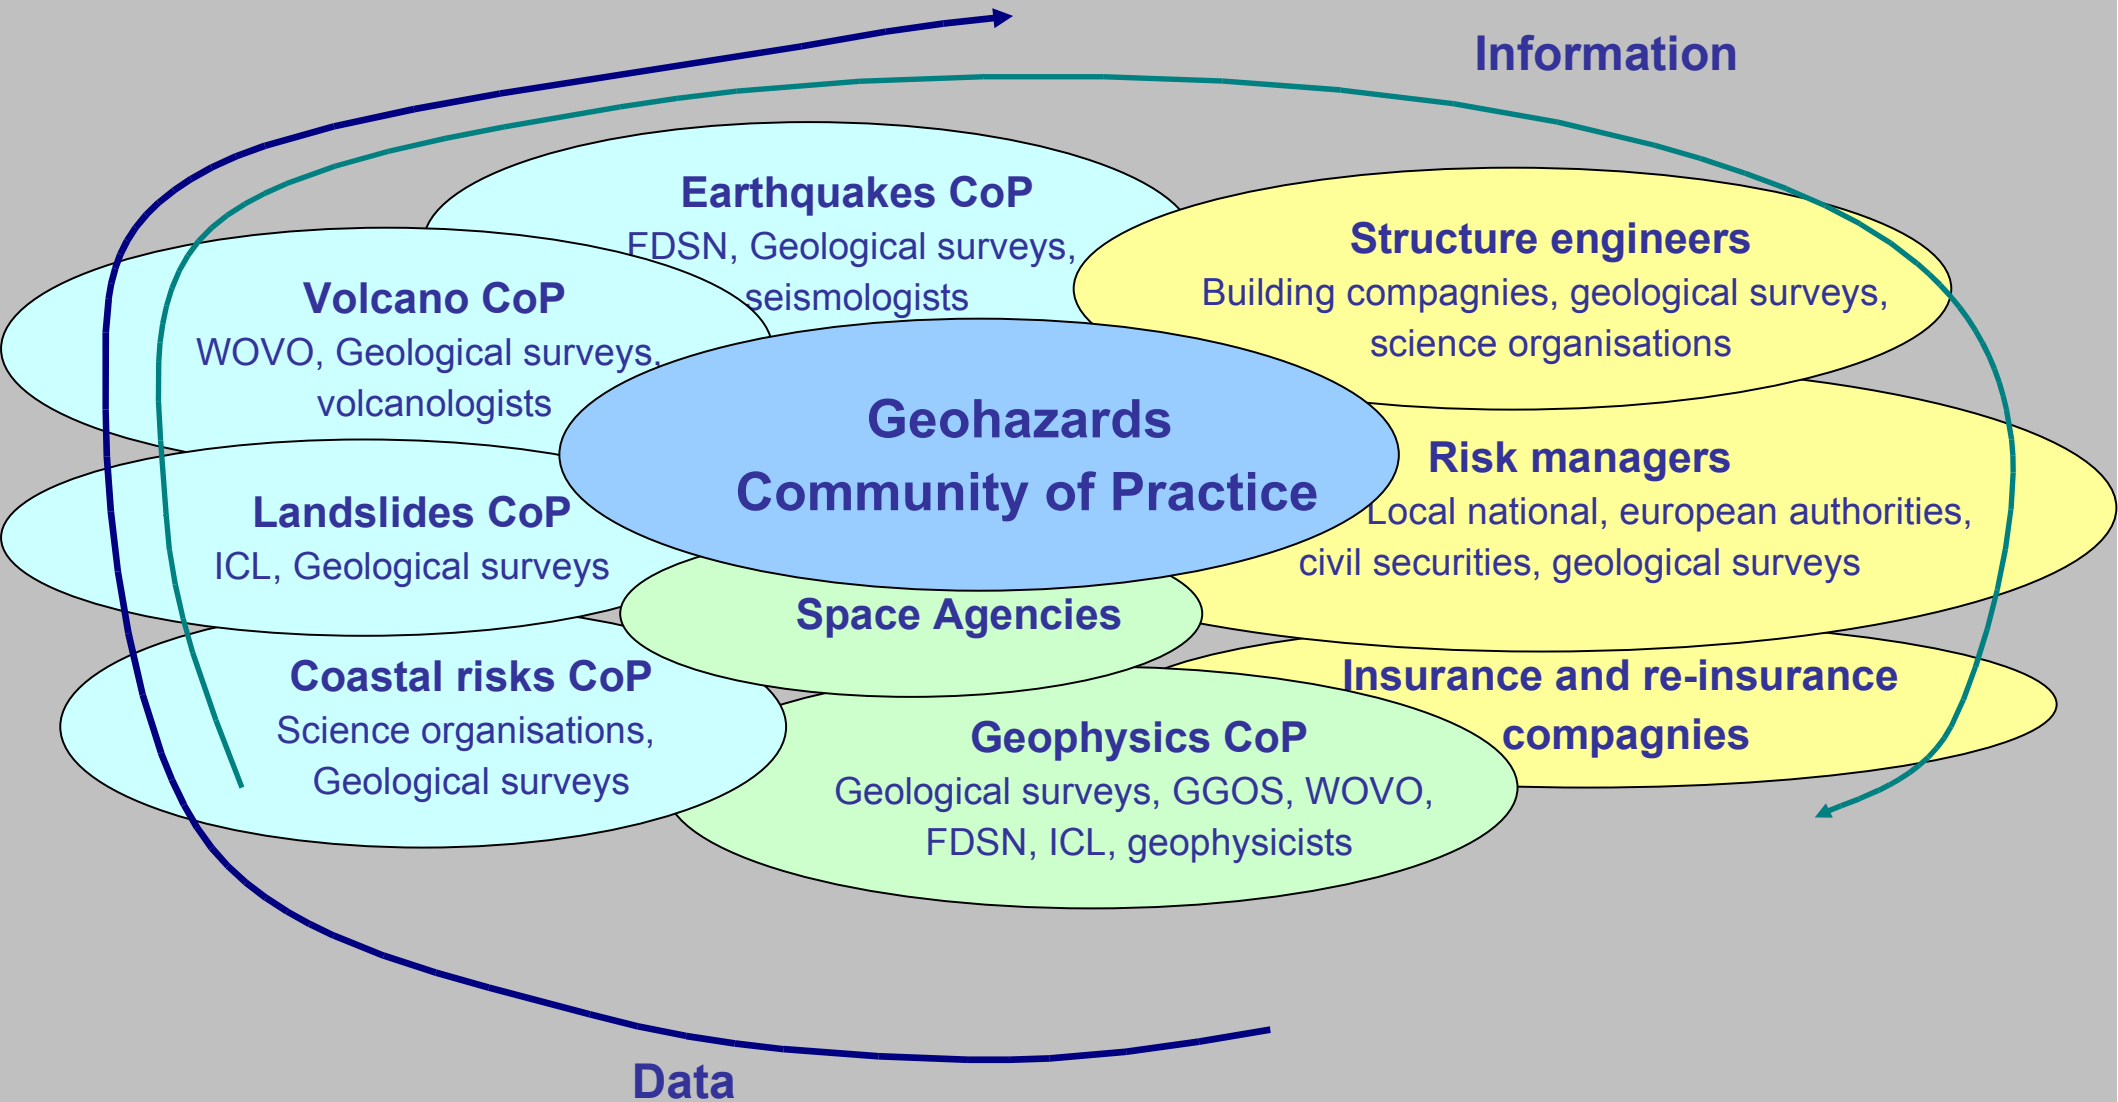 Information
Earthquakes CoP
FDSN, Geological surveys,
seismologists
Structure engineers
Building compagnies, geological surveys,
science organisations
Volcano CoP
WOVO, Geological surveys,
volcanologists
Geohazards
Community of Practice
Risk managers
Local national, european authorities,
civil securities, geological surveys
Landslides CoP
ICL, Geological surveys
Space Agencies
Coastal risks CoP
Science organisations,
Geological surveys
Insurance and re-insurance
compagnies
Geophysics CoP
Geological surveys, GGOS, WOVO,
FDSN, ICL, geophysicists
Data